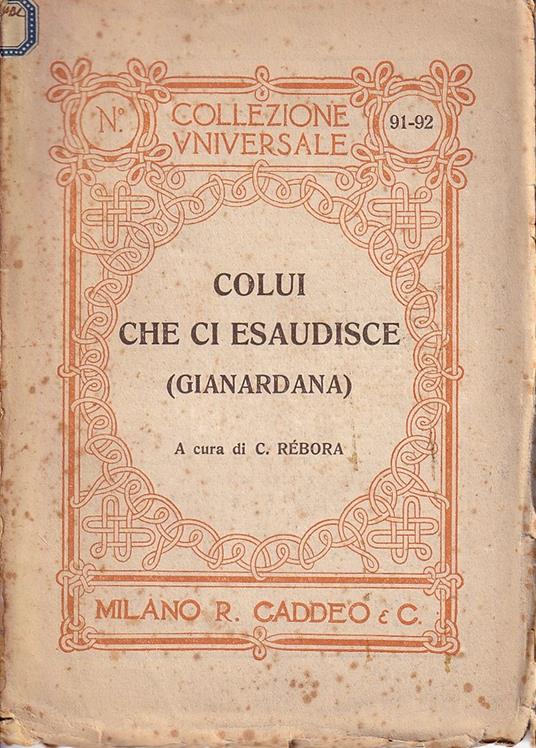 COLLEZIONE
VNIVERSALE
N.º
91-92
COLUI
CHE CI ESAUDISCE
(GIANARDANA)
A cura di C. RÉBORA
MILANO R. CADDEO & C.